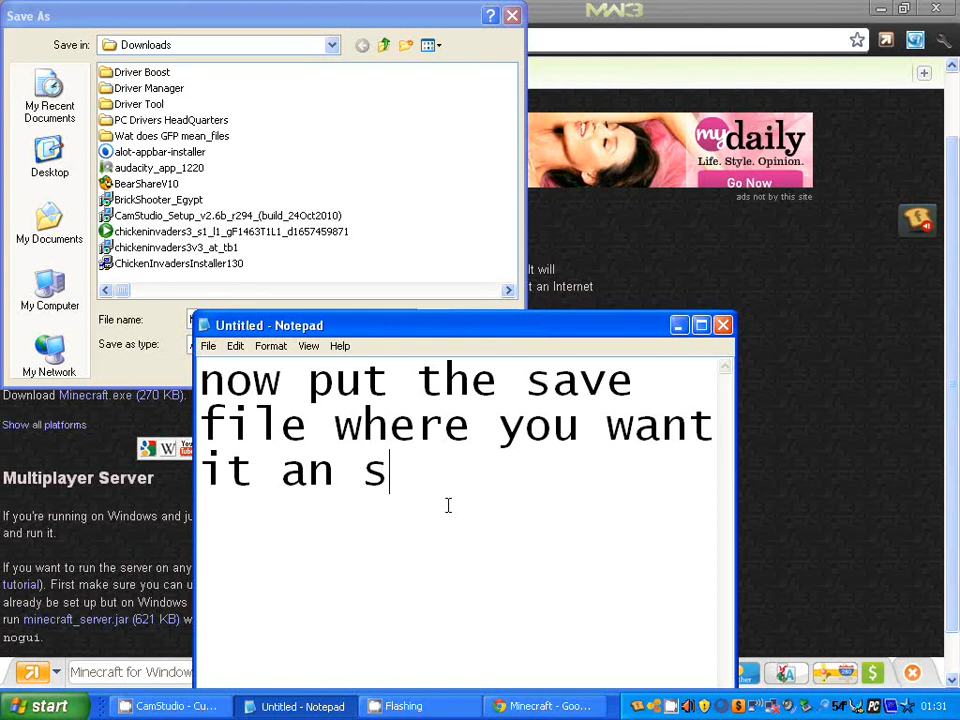 Save As
MW3
Save in:
Downloads
Driver Boost
Driver Manager
Driver Tool
PC Drivers HeadQuarters
Wat does GFP mean_files
alot-appbar-installer
audacity_app_1220
BearShareV10
BrickShooter_Egypt
CamStudio_Setup_v2.6b_r294_(build_24Oct2010)
chickeninvaders3_s1_l1_gF1463T1L1_d1657459871
chickeninvaders3v3_at_tb1
ChickenInvadersInstaller130
My Recent
Documents
Desktop
My Documents
My Computer
My Network
File name:
Save as type:
my daily
Life. Style. Opinion.
Go Now
ads not by this site
It will
t an Internet
Untitled - Notepad
File Edit Format View Help
now put the save
file where you want
it an s
Download Minecraft.exe (270 KB).
Show all platforms
Multiplayer Server
If you're running on Windows and ju
and run it.
If you want to run the server on any
tutorial). First make sure you can u
already be set up but on Windows
run minecraft_server.jar (621 KB) w
nogui.
Minecraft for Window
start
CamStudio - Cu...
Untitled - Notepad
Flashing
Minecraft - Goo...
54°
01:31